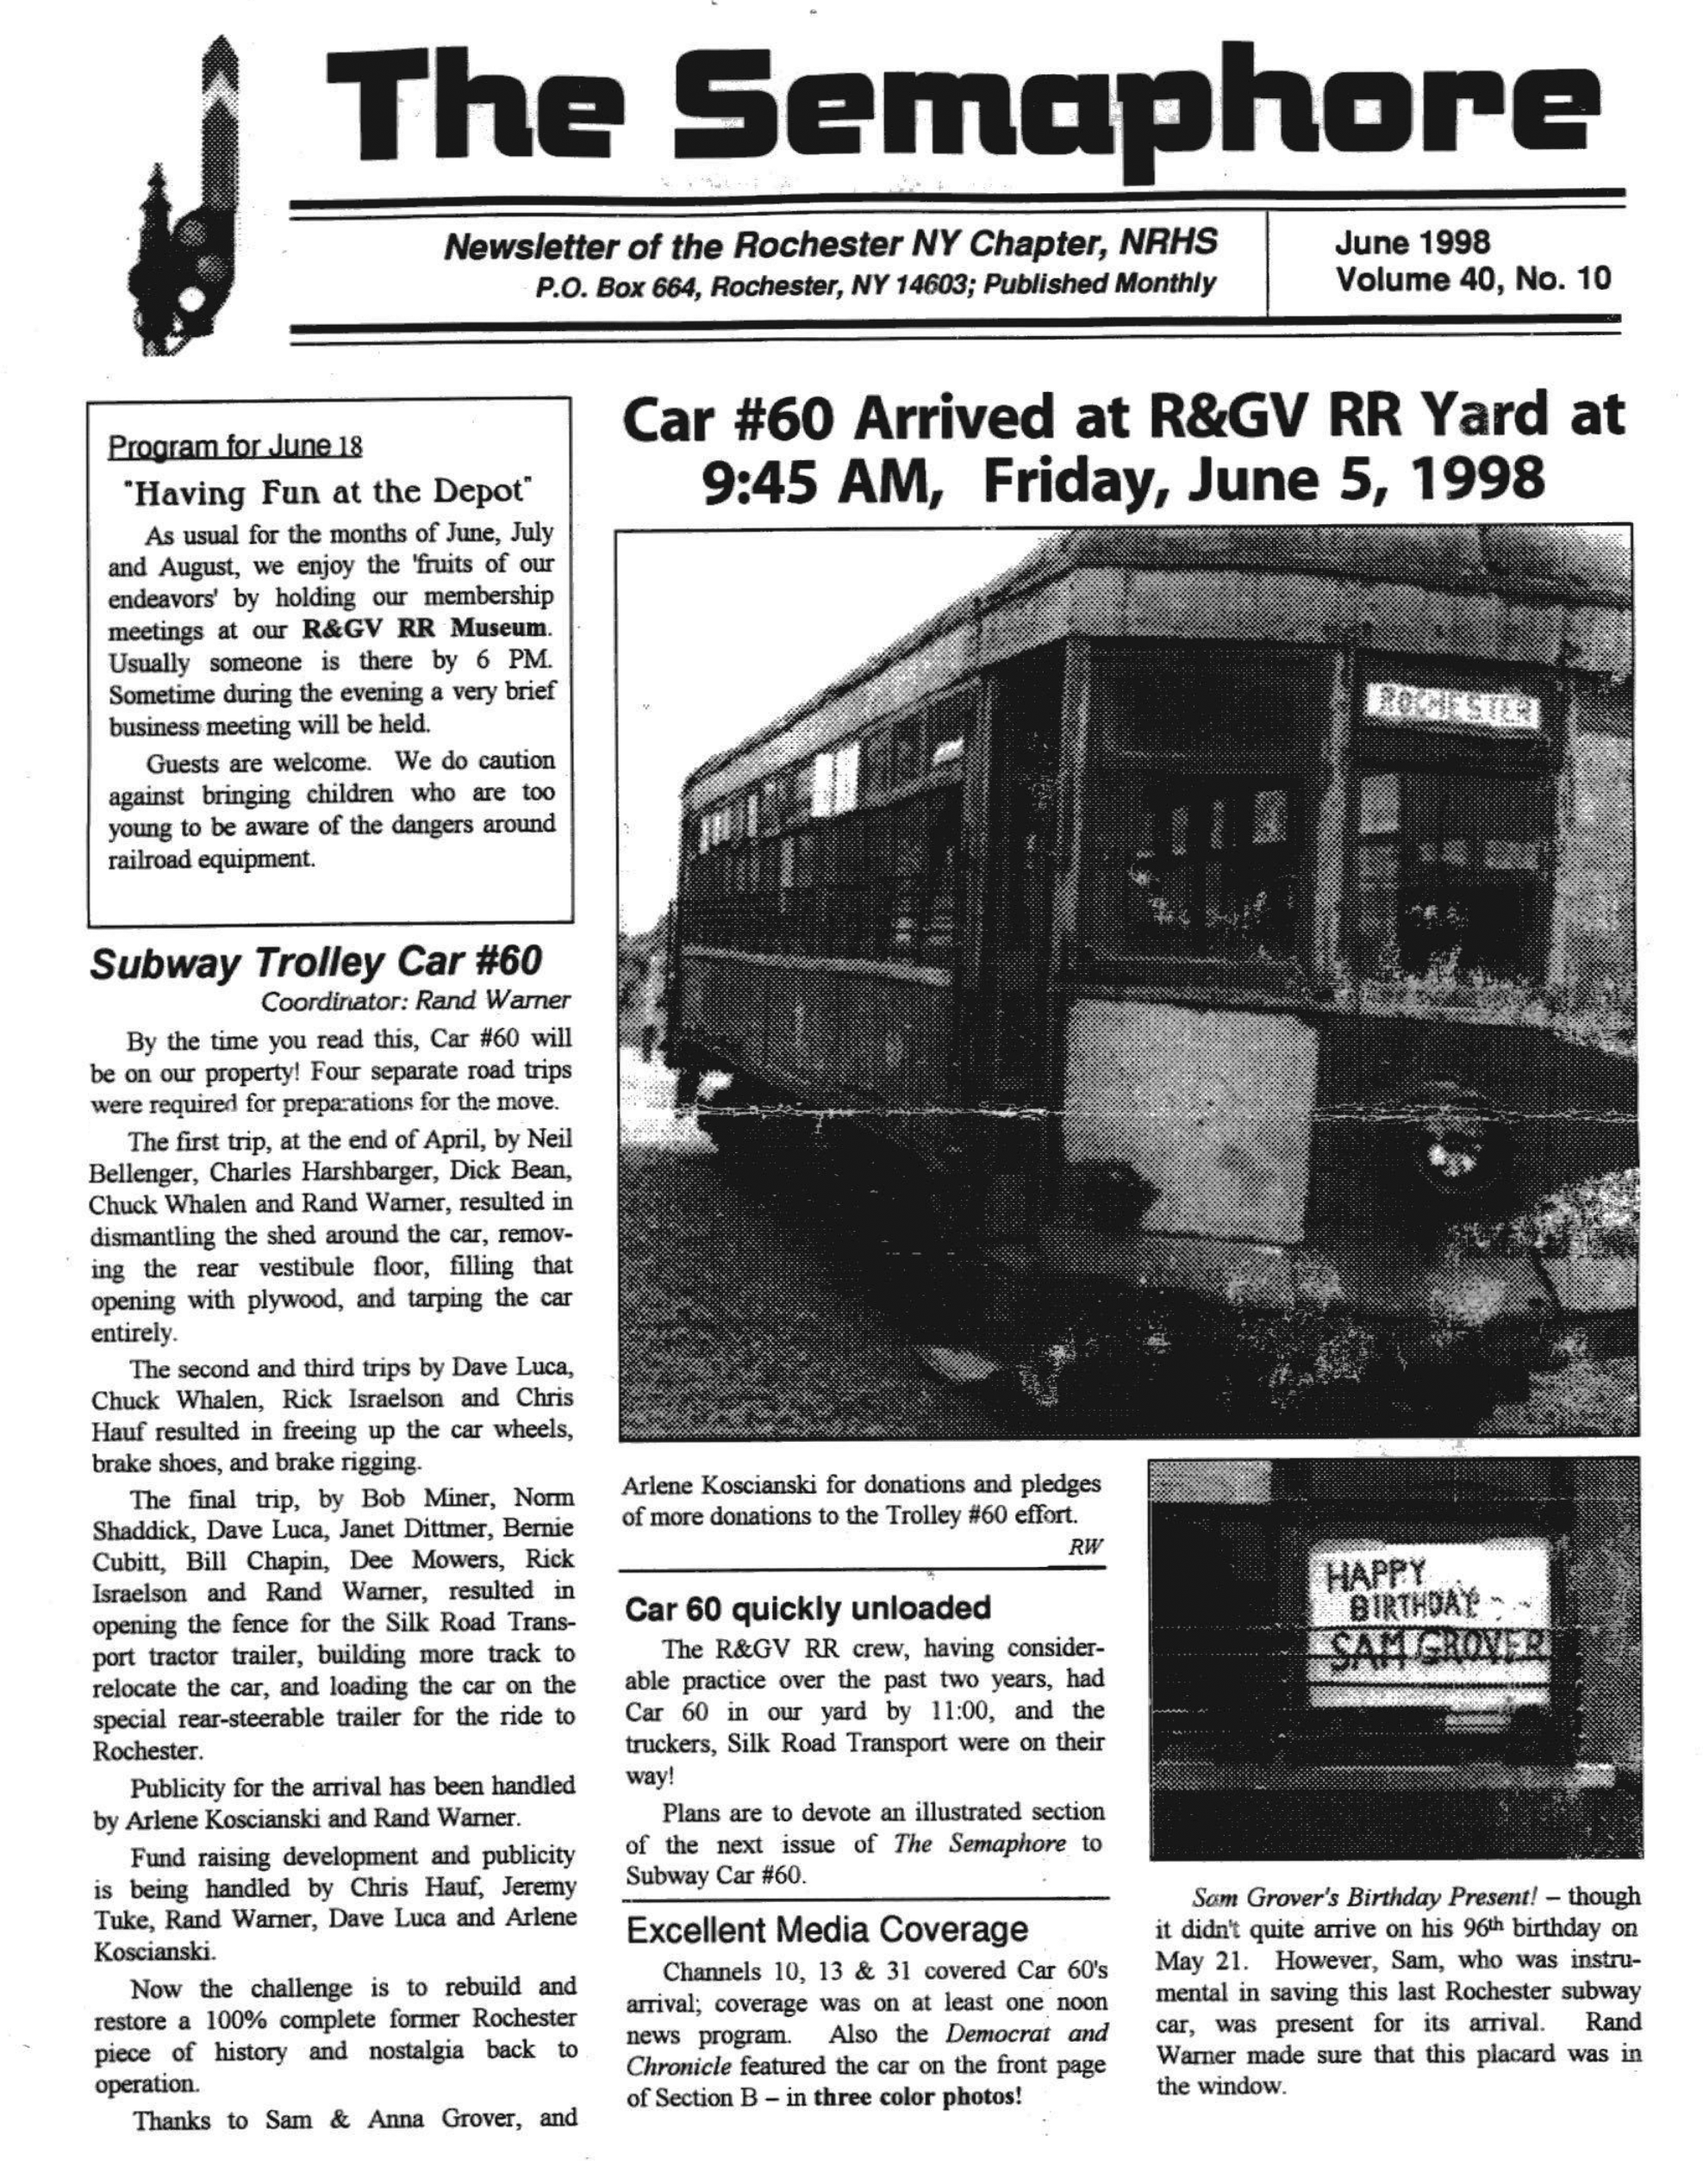 The Semaphore
Newsletter of the Rochester NY Chapter, NRHS
P.O. Box 664, Rochester, NY 14603; Published Monthly
June 1998
Volume 40, No. 10
Program for June 18
"Having Fun at the Depot"
As usual for the months of June, July
and August, we enjoy the 'fruits of our
endeavors' by holding our membership
meetings at our R&GV RR Museum.
Usually someone is there by 6 PM.
Sometime during the evening a very brief
business meeting will be held.
Guests are welcome. We do caution
against bringing children who are too
young to be aware of the dangers around
railroad equipment.
Subway Trolley Car #60
Coordinator: Rand Warner
By the time you read this, Car #60 will
be on our property! Four separate road trips
were required for preparations for the move.
The first trip, at the end of April, by Neil
Bellenger, Charles Harshbarger, Dick Bean,
Chuck Whalen and Rand Warner, resulted in
dismantling the shed around the car, remov-
ing the rear vestibule floor, filling that
opening with plywood, and tarping the car
entirely.
The second and third trips by Dave Luca,
Chuck Whalen, Rick Israelson and Chris
Hauf resulted in freeing up the car wheels,
brake shoes, and brake rigging.
The final trip, by Bob Miner, Norm
Shaddick, Dave Luca, Janet Dittmer, Bernie
Cubitt, Bill Chapin, Dee Mowers, Rick
Israelson and Rand Warner, resulted in
opening the fence for the Silk Road Trans-
port tractor trailer, building more track to
relocate the car, and loading the car on the
special rear-steerable trailer for the ride to
Rochester.
Publicity for the arrival has been handled
by Arlene Koscianski and Rand Warner.
Fund raising development and publicity
is being handled by Chris Hauf, Jeremy
Tuke, Rand Warner, Dave Luca and Arlene
Koscianski.
Now the challenge is to rebuild and
restore a 100% complete former Rochester
piece of history and nostalgia back to
operation.
Thanks to Sam & Anna Grover, and
Car #60 Arrived at R&GV RR Yard at
9:45 AM, Friday, June 5, 1998
ROCHESTER
Arlene Koscianski for donations and pledges
of more donations to the Trolley #60 effort.
RW
Car 60 quickly unloaded
The R&GV RR crew, having consider-
able practice over the past two years, had
Car 60 in our yard by 11:00, and the
truckers, Silk Road Transport were on their
way!
Plans are to devote an illustrated section
of the next issue of The Semaphore to
Subway Car #60.
Excellent Media Coverage
Channels 10, 13 & 31 covered Car 60's
arrival; coverage was on at least one noon
news program. Also the Democrat and
Chronicle featured the car on the front page
of Section B – in three color photos!
HAPPY
BIRTHDAY
SAM GROVER
Sam Grover's Birthday Present! – though
it didn't quite arrive on his 96th birthday on
May 21. However, Sam, who was instru-
mental in saving this last Rochester subway
car, was present for its arrival. Rand
Warner made sure that this placard was in
the window.